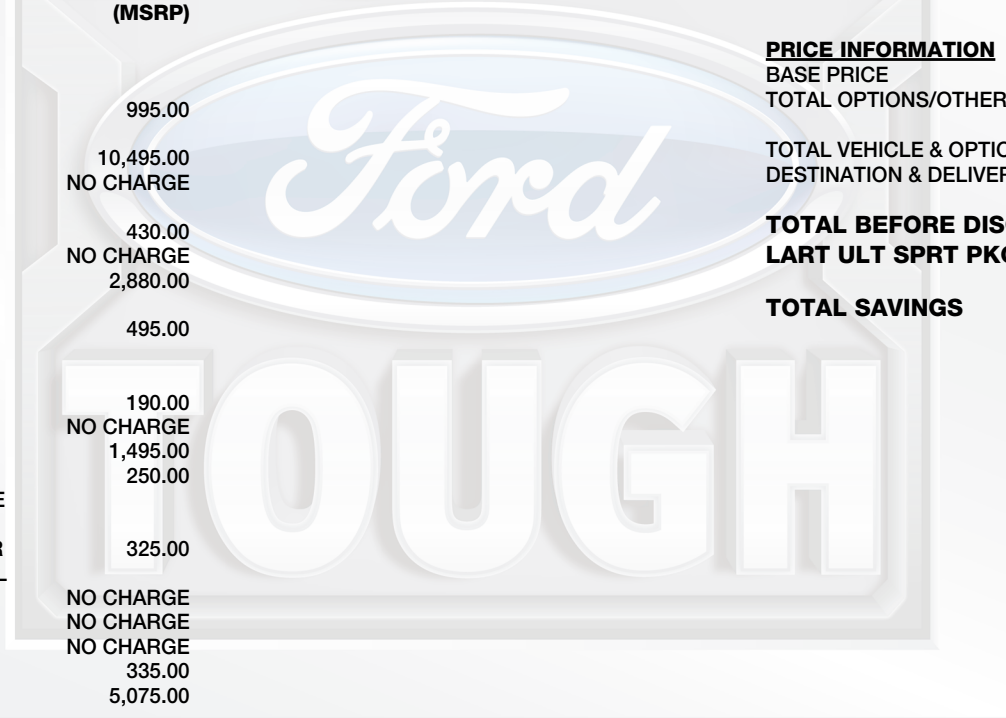 (MSRP)
995.00
10,495.00
NO CHARGE
430.00
NO CHARGE
2,880.00
495.00
190.00
NO CHARGE
1,495.00
250.00
E
R
325.00
NO CHARGE
NO CHARGE
NO CHARGE
335.00
5,075.00
PRICE INFORMATION
BASE PRICE
TOTAL OPTIONS/OTHER
TOTAL VEHICLE & OPTIO
DESTINATION & DELIVER
TOTAL BEFORE DIS
LART ULT SPRT PK
TOTAL SAVINGS
Ford
TOUGH